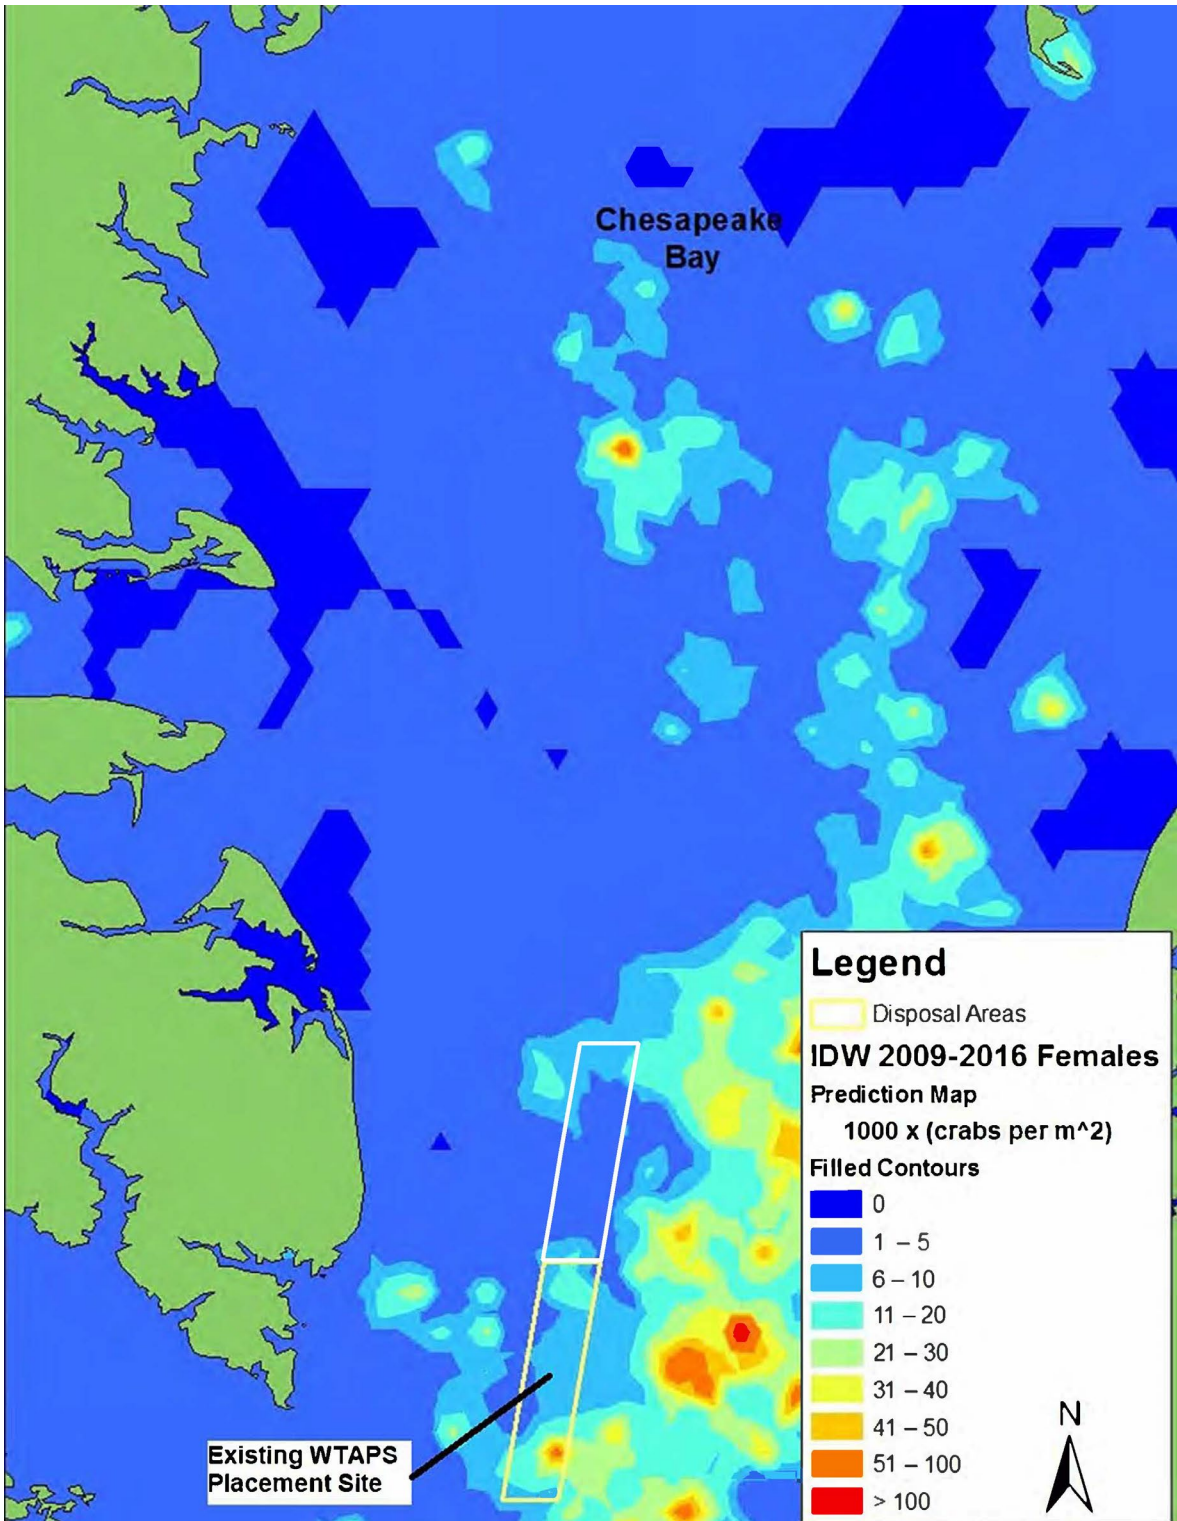 Chesapeake
Bay
Legend
Disposal Areas
IDW 2009-2016 Females
Prediction Map
1000 x (crabs per m^2)
Filled Contours
0
1 – 5
6 – 10
11 – 20
21 – 30
31 – 40
41 – 50
51 – 100
> 100
N
Existing WTAPS
Placement Site